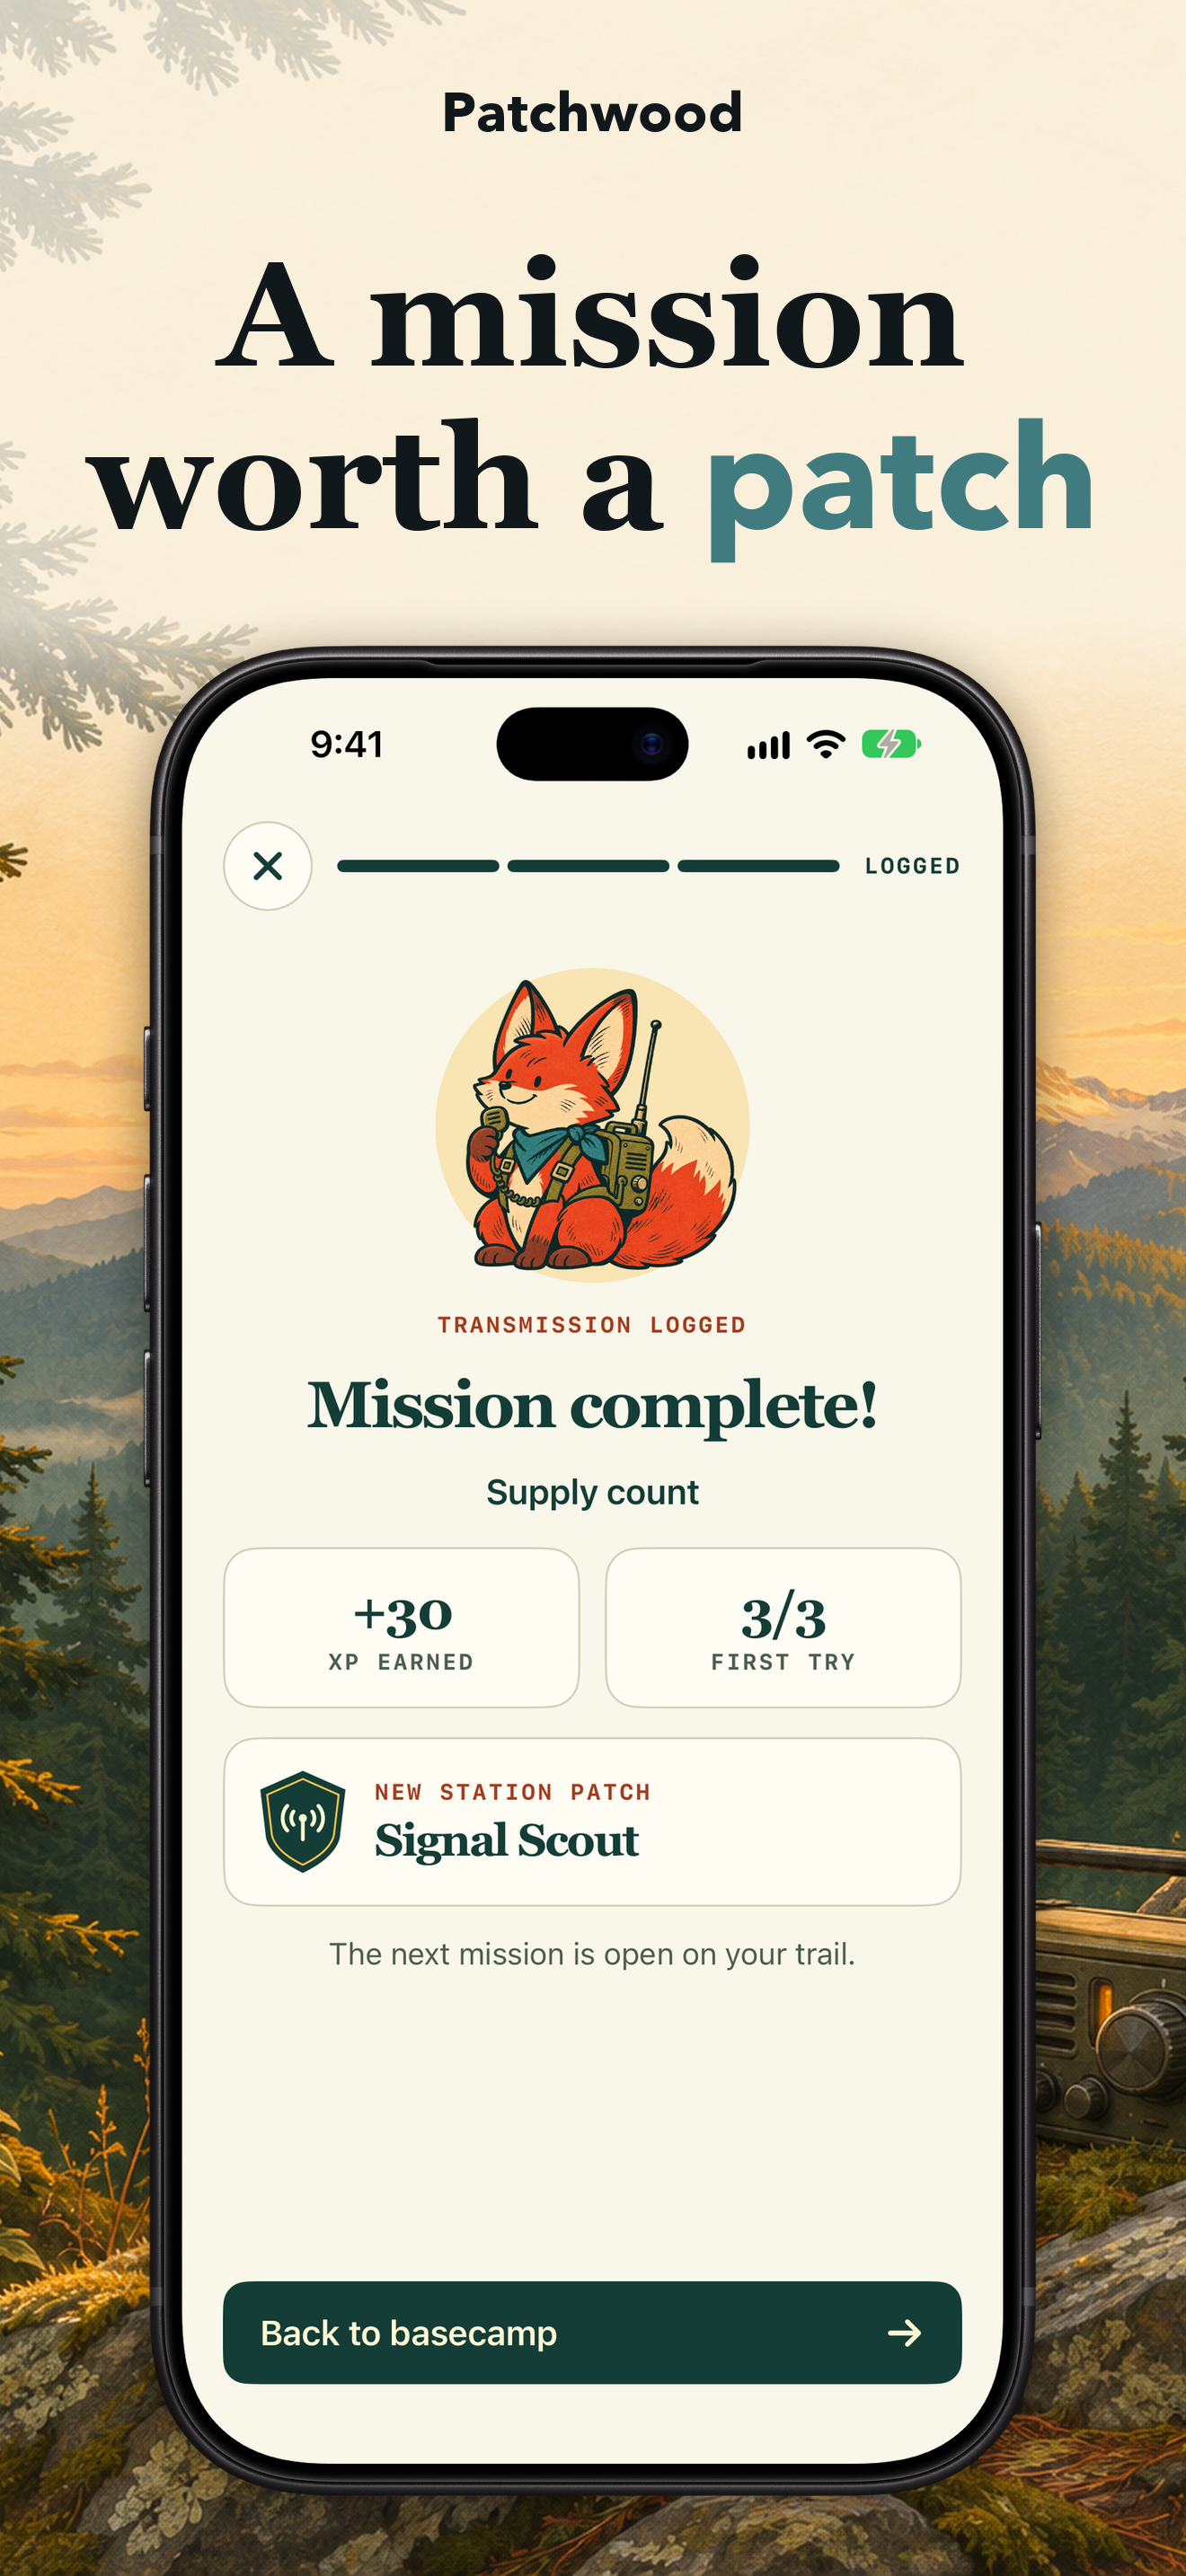 Patchwood
A mission
worth a patch
9:41
LOGGED
TRANSMISSION LOGGED
Mission complete!
Supply count
+30
XP EARNED
3/3
FIRST TRY
NEW STATION PATCH
Signal Scout
The next mission is open on your trail.
Back to basecamp